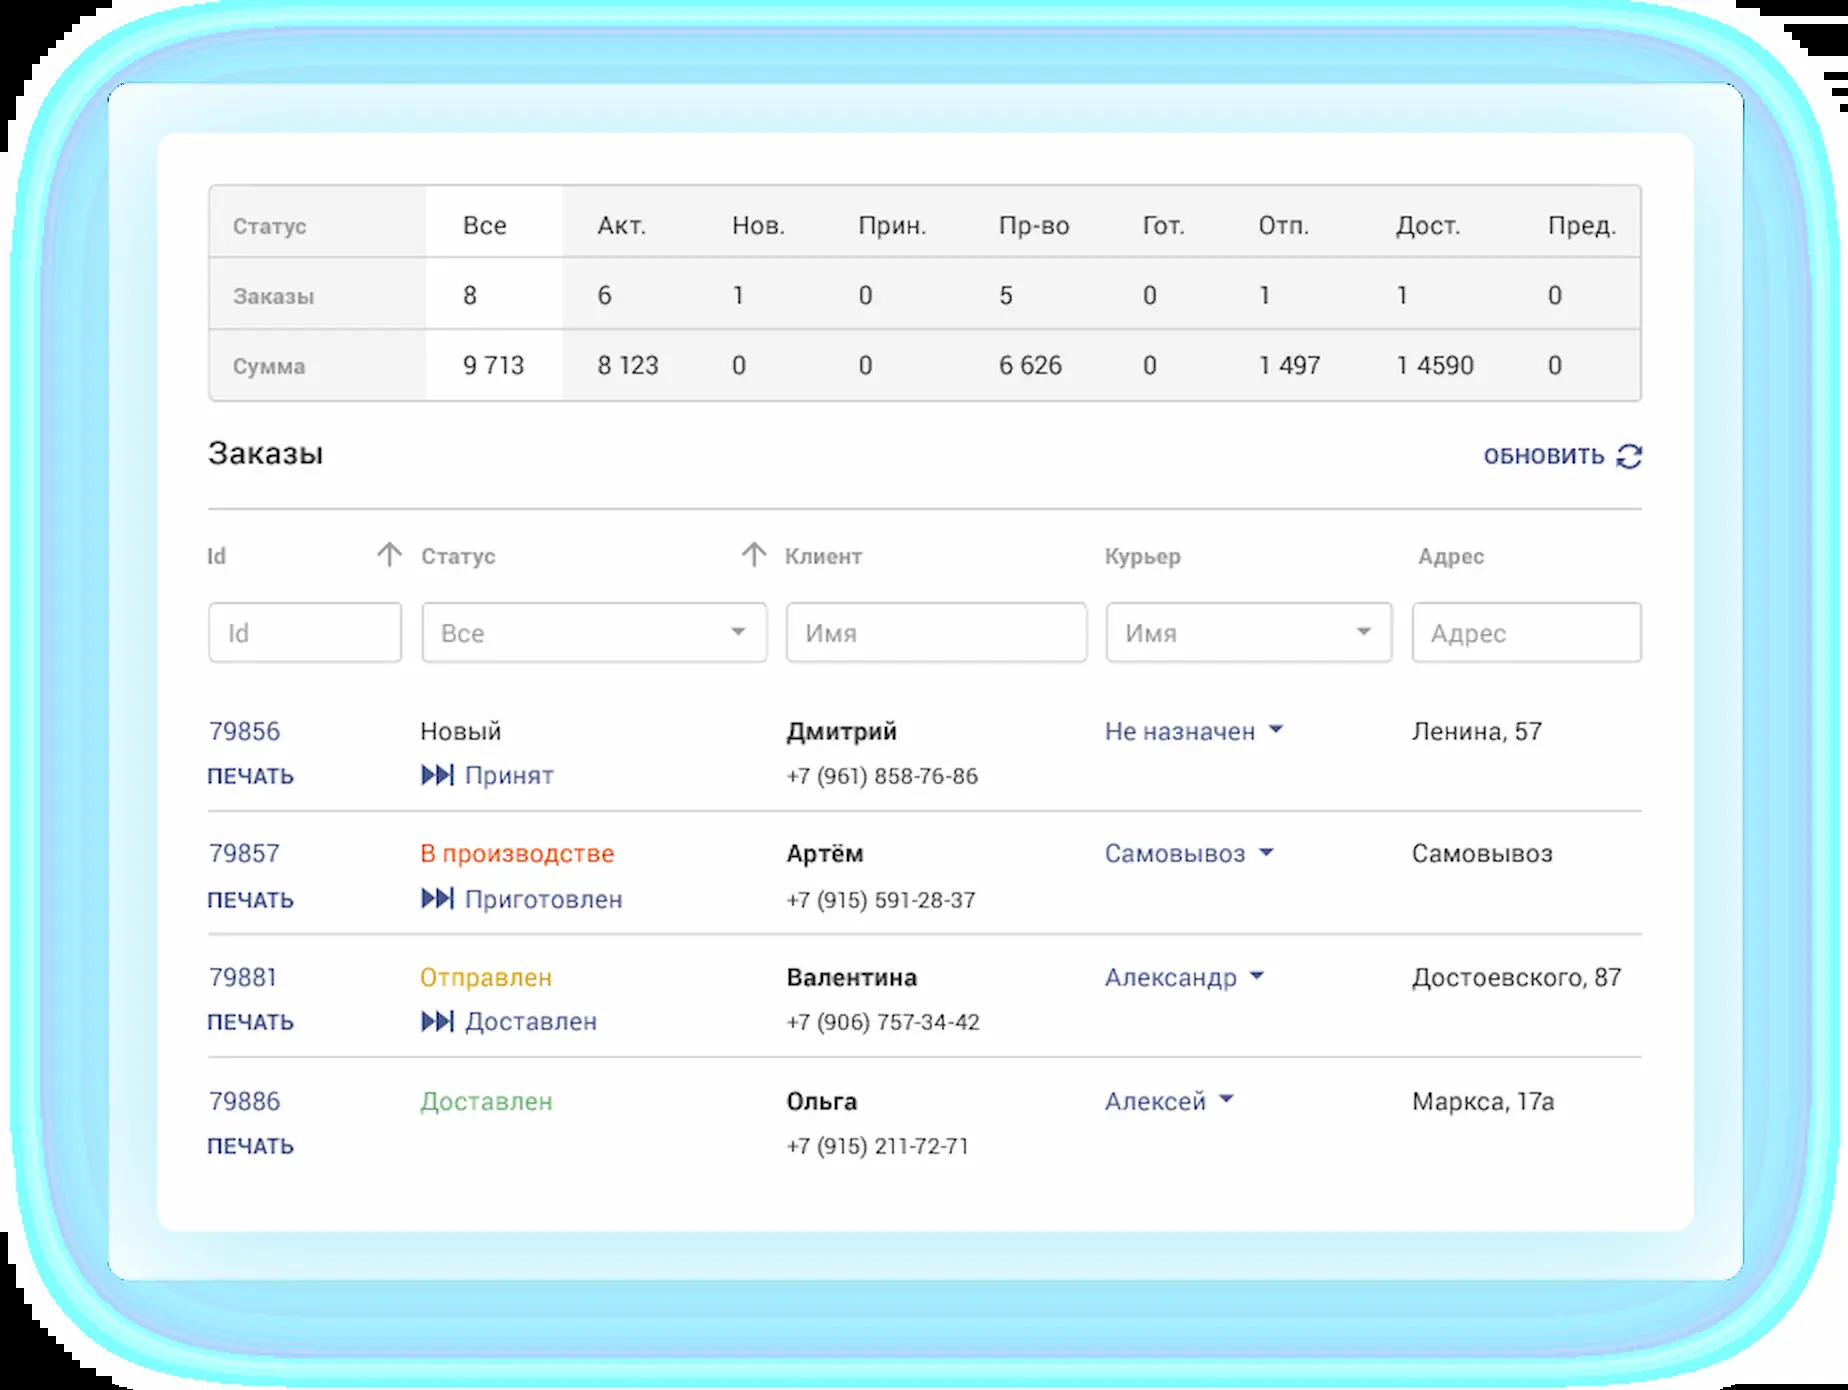 Статус Все Акт. Нов. Прин. Пр-во Гот. Отп. Дост. Пред.
Заказы 8 6 1 0 5 0 1 1 0
Сумма 9 713 8 123 0 0 6 626 0 1 497 1 4590 0
Заказы ОБНОВИТЬ
Id Статус Клиент Курьер Адрес
Id Все Имя Имя Адрес
79856 Новый Дмитрий Не назначен Ленина, 57
ПЕЧАТЬ Принят +7 (961) 858-76-86
79857 В производстве Артём Самовывоз Самовывоз
ПЕЧАТЬ Приготовлен +7 (915) 591-28-37
79881 Отправлен Валентина Александр Достоевского, 87
ПЕЧАТЬ Доставлен +7 (906) 757-34-42
79886 Доставлен Ольга Алексей Маркса, 17а
ПЕЧАТЬ +7 (915) 211-72-71